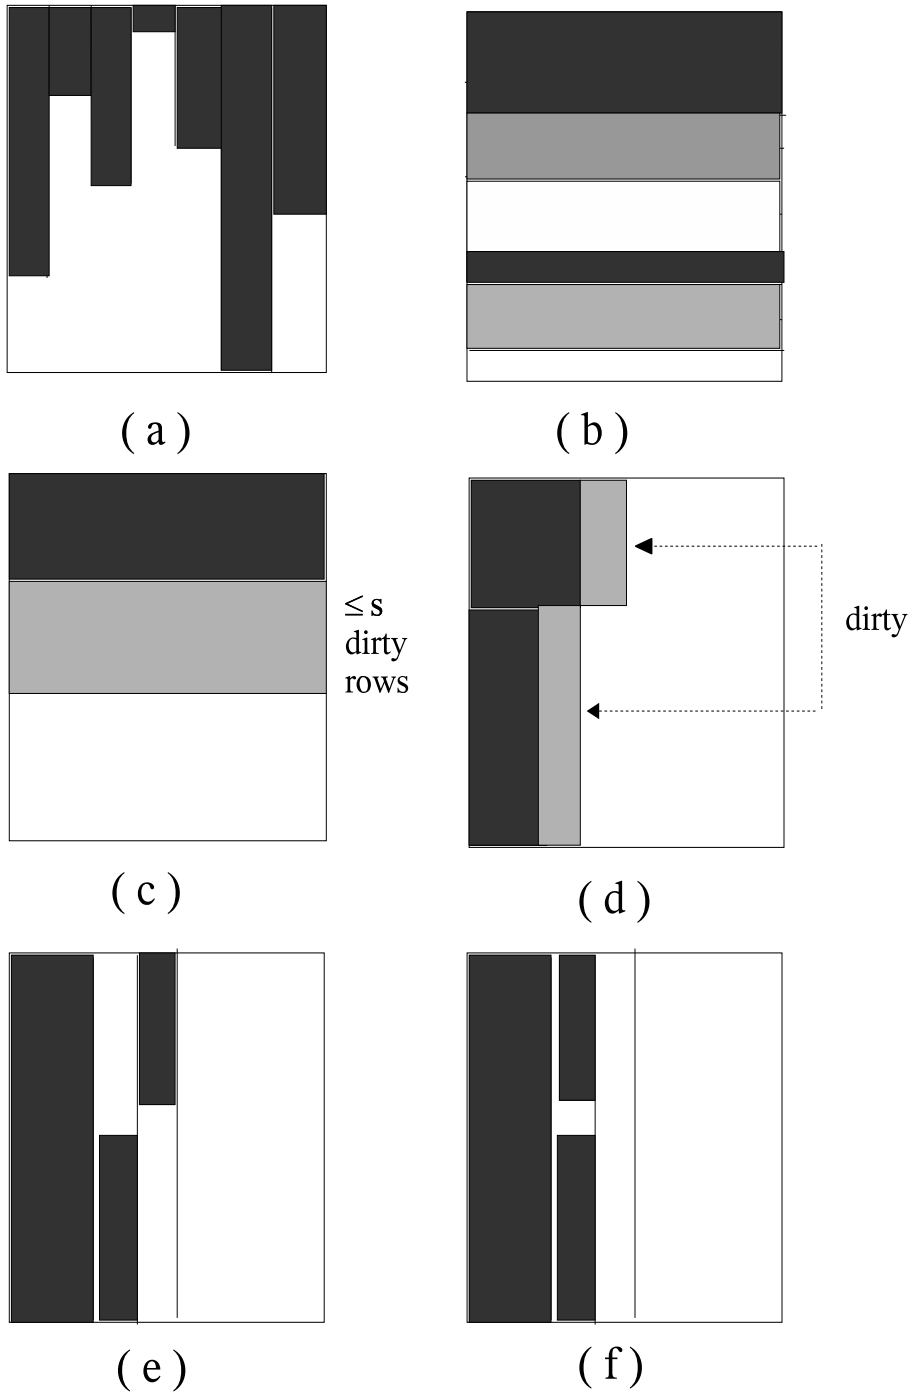 ( a )
( b )
≤ s
dirty
rows
dirty
( c )
( d )
( e )
( f )